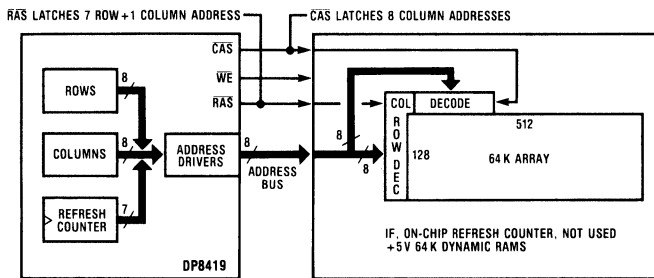 RAS LATCHES 7 ROW+1 COLUMN ADDRESS
CAS LATCHES 8 COLUMN ADDRESSES
CAS
WE
RAS
ROWS
8
COLUMNS
8
REFRESH
COUNTER
7
ADDRESS
DRIVERS
8
ADDRESS
BUS
DP8419
8
8
COL
DECODE
ROW DEC
128
512
64K ARRAY
IF, ON-CHIP REFRESH COUNTER, NOT USED
+5V 64K DYNAMIC RAMS